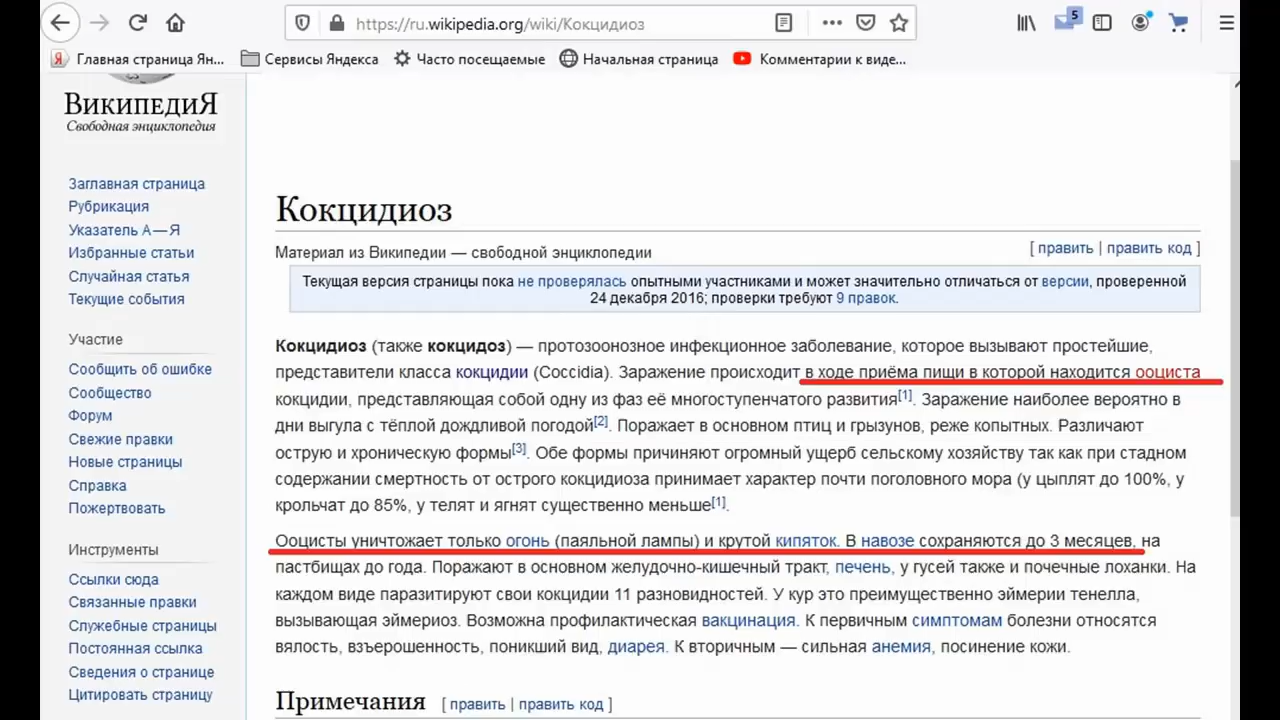 https://ru.wikipedia.org/wiki/Кокцидиоз
5
Главная страница Ян...
Сервисы Яндекса
Часто посещаемые
Начальная страница
Комментарии к виде...
ВикипедиЯ
Свободная энциклопедия
Заглавная страница
Рубрикация
Указатель А — Я
Избранные статьи
Случайная статья
Текущие события
Участие
Сообщить об ошибке
Сообщество
Форум
Свежие правки
Новые страницы
Справка
Пожертвовать
Инструменты
Ссылки сюда
Связанные правки
Служебные страницы
Постоянная ссылка
Сведения о странице
Цитировать страницу
Кокцидиоз
Материал из Википедии — свободной энциклопедии
[ править | править код ]
Текущая версия страницы пока не проверялась опытными участниками и может значительно отличаться от версии, проверенной
24 декабря 2016; проверки требуют 9 правок.
Кокцидиоз (также кокцидоз) — протозоонозное инфекционное заболевание, которое вызывают простейшие,
представители класса кокцидии (Coccidia). Заражение происходит в ходе приёма пищи в которой находится ооциста
кокцидии, представляющая собой одну из фаз её многоступенчатого развития[1]. Заражение наиболее вероятно в
дни выгула с тёплой дождливой погодой[2]. Поражает в основном птиц и грызунов, реже копытных. Различают
острую и хроническую формы[3]. Обе формы причиняют огромный ущерб сельскому хозяйству так как при стадном
содержании смертность от острого кокцидиоза принимает характер почти поголовного мора (у цыплят до 100%, у
крольчат до 85%, у телят и ягнят существенно меньше[1].
Ооцисты уничтожает только огонь (паяльной лампы) и крутой кипяток. В навозе сохраняются до 3 месяцев, на
пастбищах до года. Поражают в основном желудочно-кишечный тракт, печень, у гусей также и почечные лоханки. На
каждом виде паразитируют свои кокцидии 11 разновидностей. У кур это преимущественно эймерии тенелла,
вызывающая эймериоз. Возможна профилактическая вакцинация. К первичным симптомам болезни относятся
вялость, взъерошенность, поникший вид, диарея. К вторичным — сильная анемия, посинение кожи.
Примечания [ править | править код ]